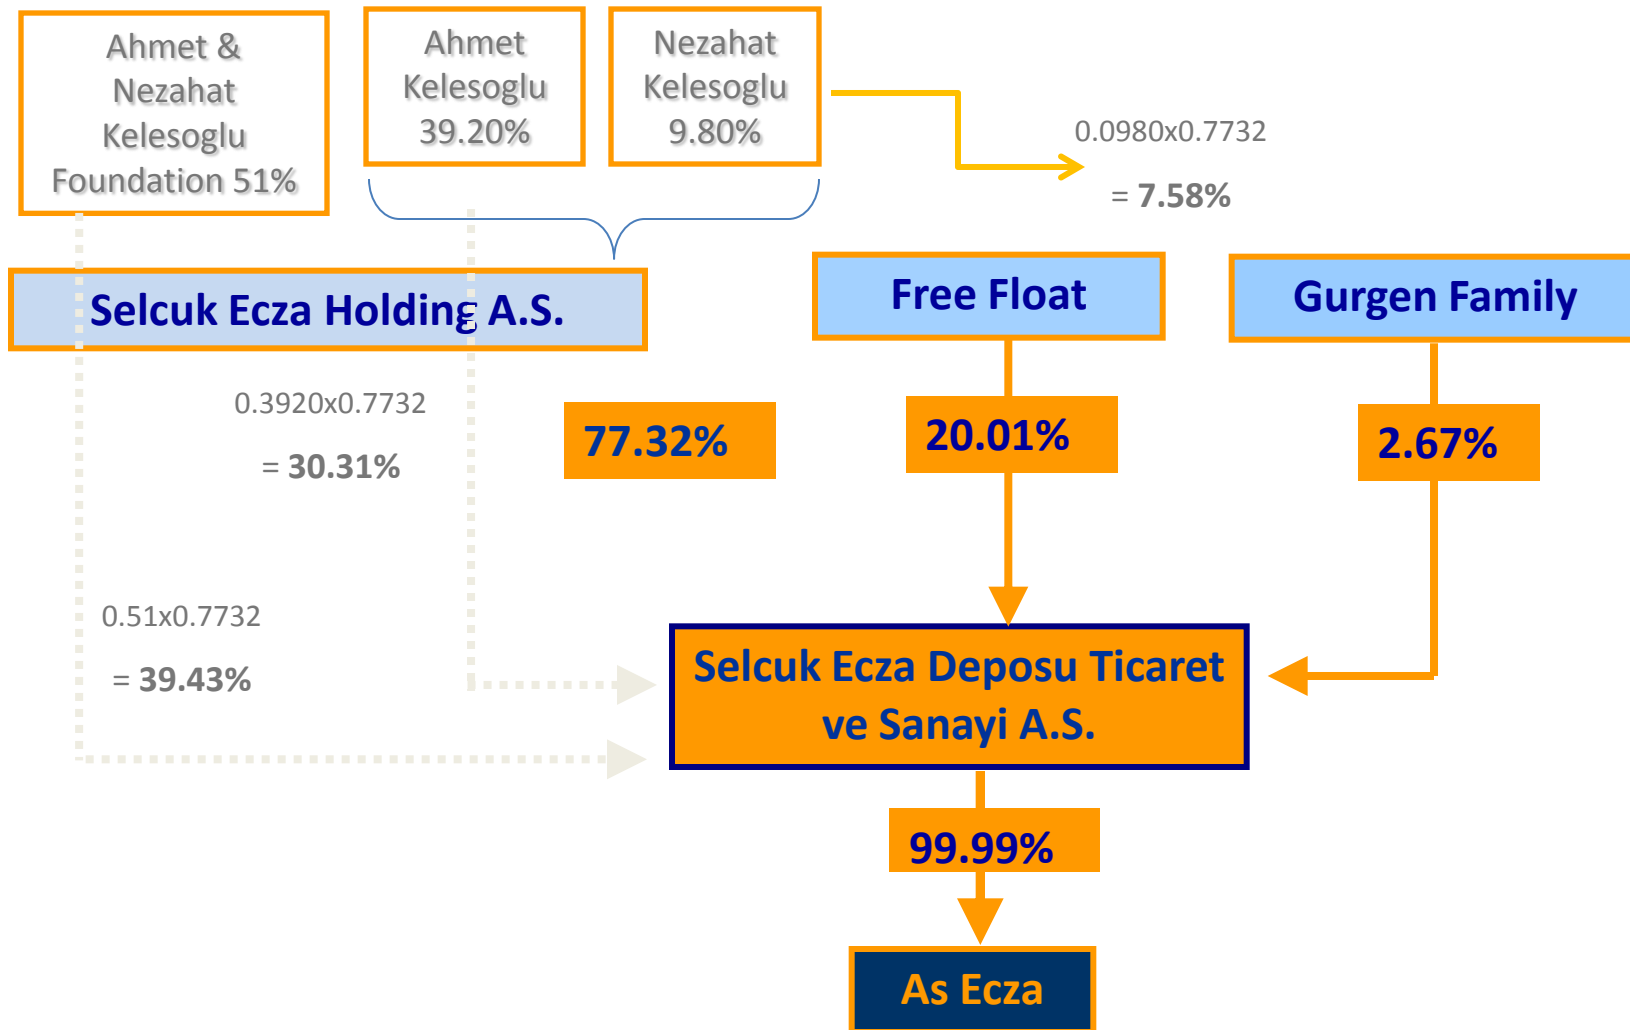 Ahmet &
Nezahat
Kelesoglu
Foundation 51%
Ahmet
Kelesoglu
39.20%
Nezahat
Kelesoglu
9.80%
0.0980x0.7732
= 7.58%
Selcuk Ecza Holding A.S.
Free Float
Gurgen Family
0.3920x0.7732
= 30.31%
77.32%
20.01%
2.67%
0.51x0.7732
= 39.43%
Selcuk Ecza Deposu Ticaret
ve Sanayi A.S.
99.99%
As Ecza